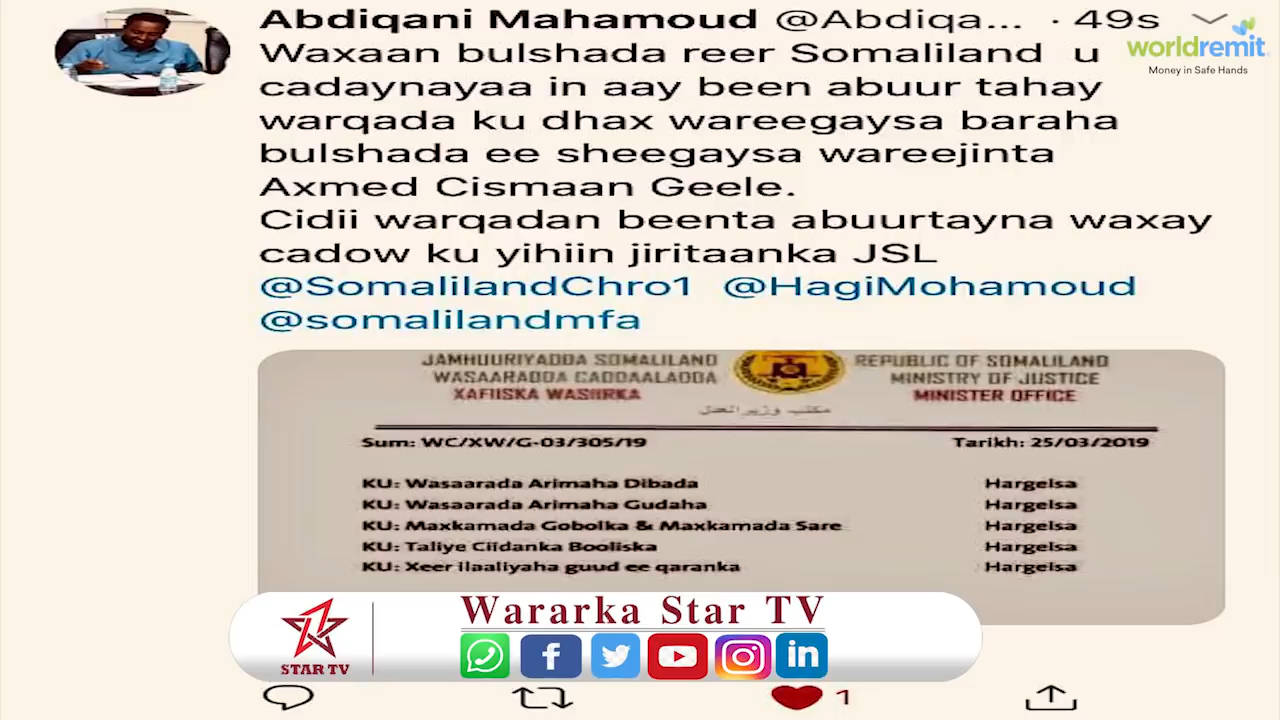 Abdiqani Mahamoud @Abdiqa... · 49s
worldremit
Money in Safe Hands
Waxaan bulshada reer Somaliland u
cadaynayaa in aay been abuur tahay
warqada ku dhax wareegaysa baraha
bulshada ee sheegaysa wareejinta
Axmed Cismaan Geele.
Cidii warqadan beenta abuurtayna waxay
cadow ku yihiin jiritaanka JSL
@SomalilandChro1 @HagiMohamoud
@somalilandmfa
JAMHUURIYADDA SOMALILAND REPUBLIC OF SOMALILAND
WASAARADDA CADDAALADDA MINISTRY OF JUSTICE
XAFIISKA WASIIRKA MINISTER OFFICE
مكتب وزير العدل
Sum: WC/XW/G-03/305/19 Tarikh: 25/03/2019
KU: Wasaarada Arimaha Dibada Hargeisa
KU: Wasaarada Arimaha Gudaha Hargeisa
KU: Maxkamada Gobolka & Maxkamada Sare Hargeisa
KU: Taliye Ciidanka Booliska Hargeisa
KU: Xeer ilaaliyaha guud ee qaranka Hargeisa
Wararka Star TV
STAR TV
1